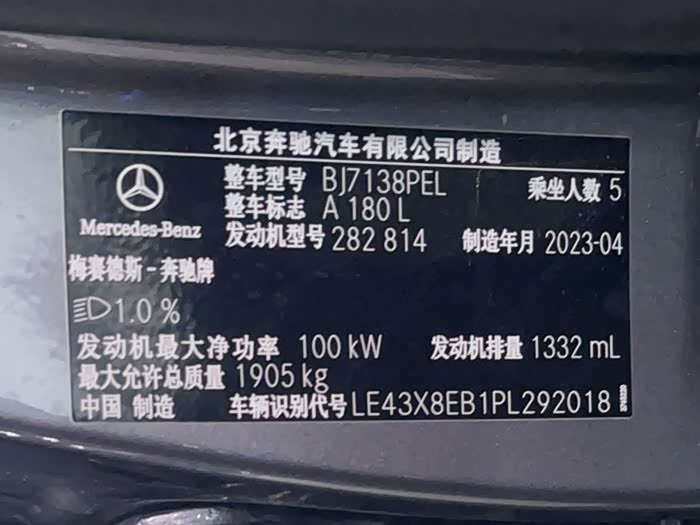 北京奔驰汽车有限公司制造
Mercedes-Benz
整车型号 BJ7138PEL 乘坐人数 5
整车标志 A 180 L
发动机型号 282 814 制造年月 2023-04
梅赛德斯-奔驰牌
1.0 %
发动机最大净功率 100 kW 发动机排量 1332 mL
最大允许总质量 1905 kg
中国 制造 车辆识别代号 LE43X8EB1PL292018